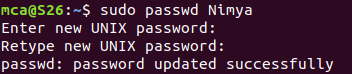 mca@S26:~$ sudo passwd Nimya
Enter new UNIX password:
Retype new UNIX password:
passwd: password updated successfully